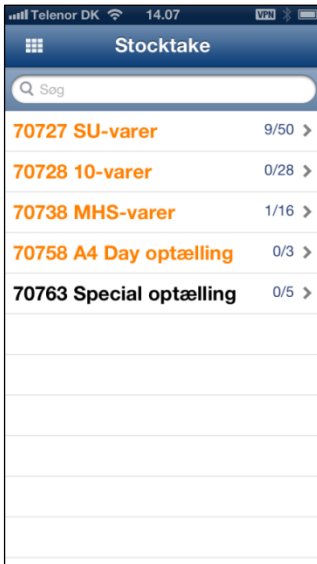 Telenor DK 14.07 VPN
Stocktake
Søg
70727 SU-varer 9/50
70728 10-varer 0/28
70738 MHS-varer 1/16
70758 A4 Day optælling 0/3
70763 Special optælling 0/5